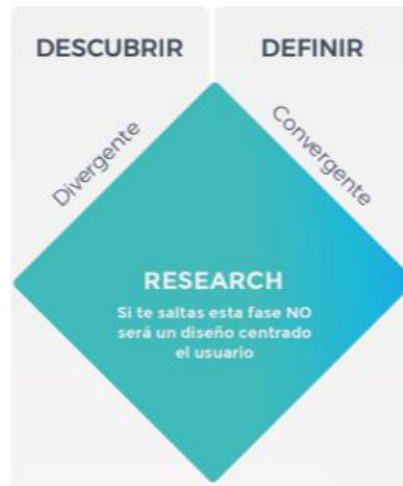 DESCUBRIR
DEFINIR
Divergente
Convergente
RESEARCH
Si te saltas esta fase NO
será un diseño centrado
el usuario